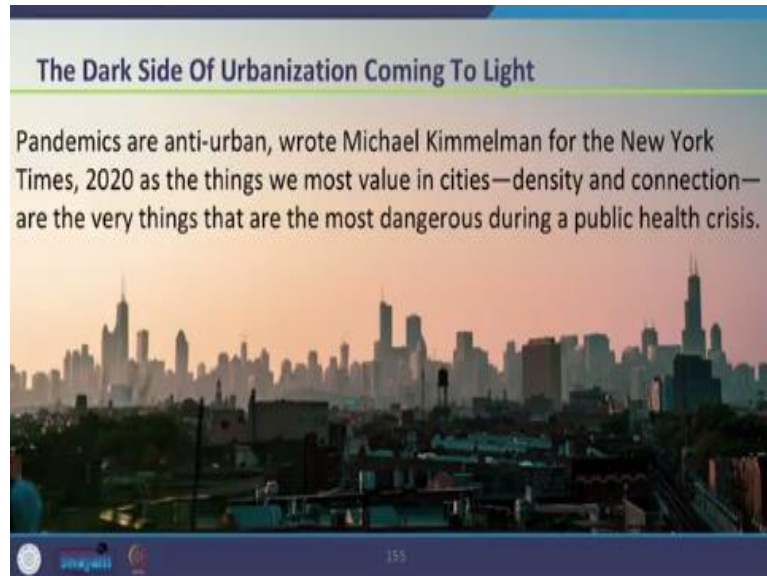 The Dark Side Of Urbanization Coming To Light
Pandemics are anti-urban, wrote Michael Kimmelman for the New York
Times, 2020 as the things we most value in cities—density and connection—
are the very things that are the most dangerous during a public health crisis.
swayam
155